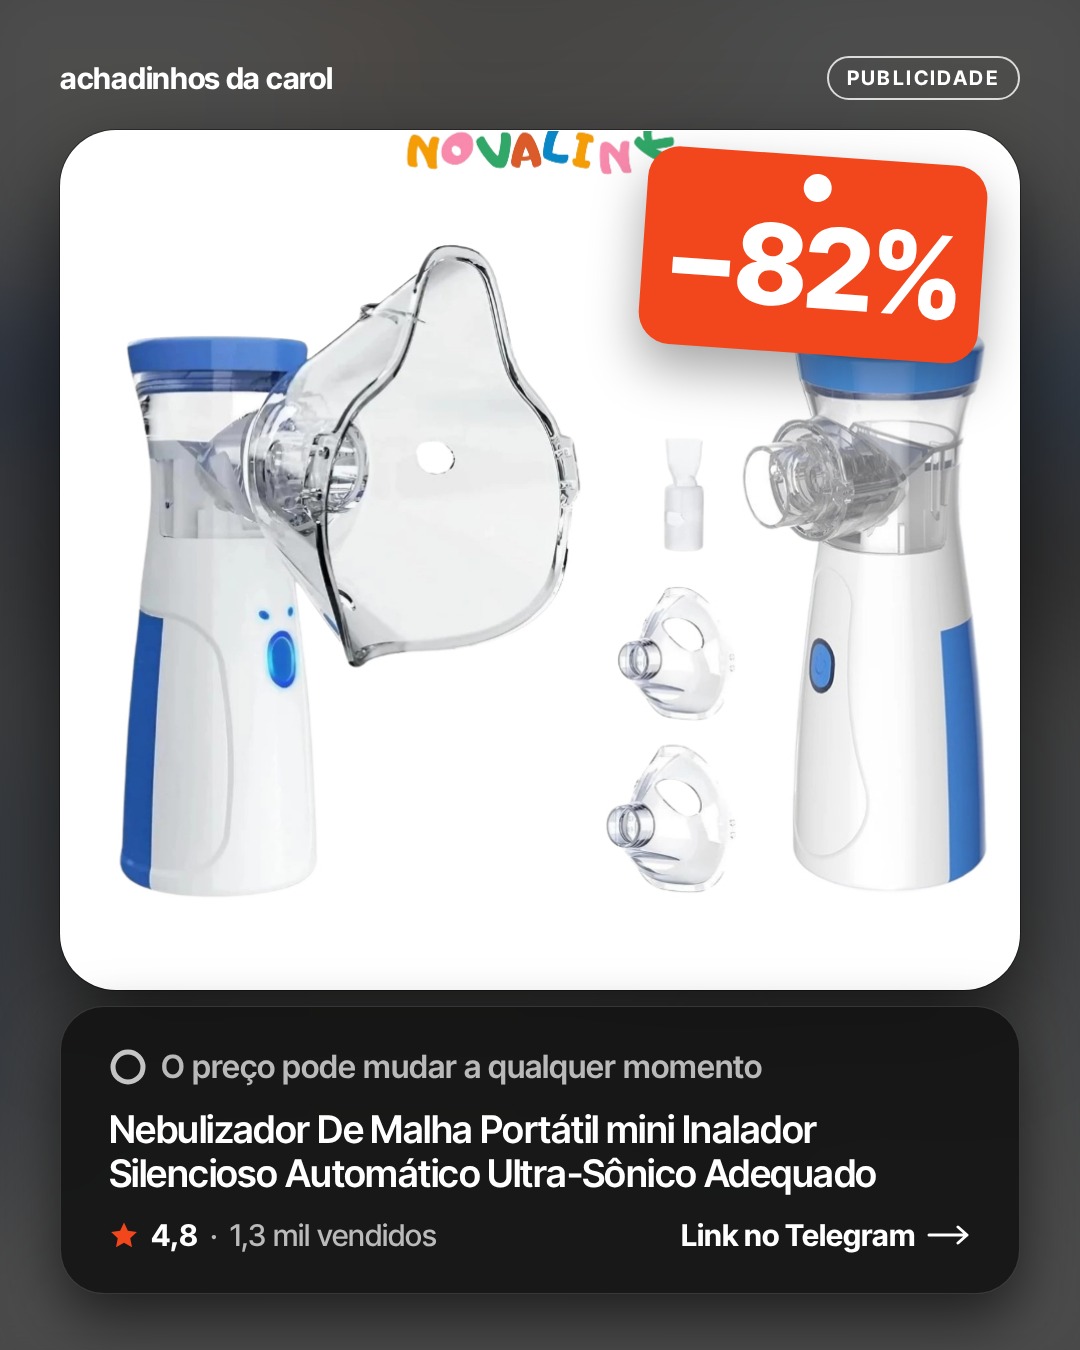 achadinhos da carol
PUBLICIDADE
NOVALINK
–82%
O preço pode mudar a qualquer momento
Nebulizador De Malha Portátil mini Inalador
Silencioso Automático Ultra-Sônico Adequado
4,8 · 1,3 mil vendidos
Link no Telegram →